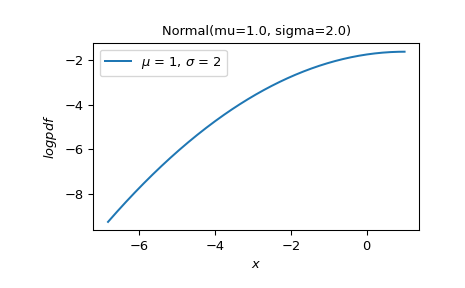 Normal(mu=1.0, sigma=2.0)
μ = 1, σ = 2
logpdf
−2
−4
−6
−8
−6 −4 −2 0
x